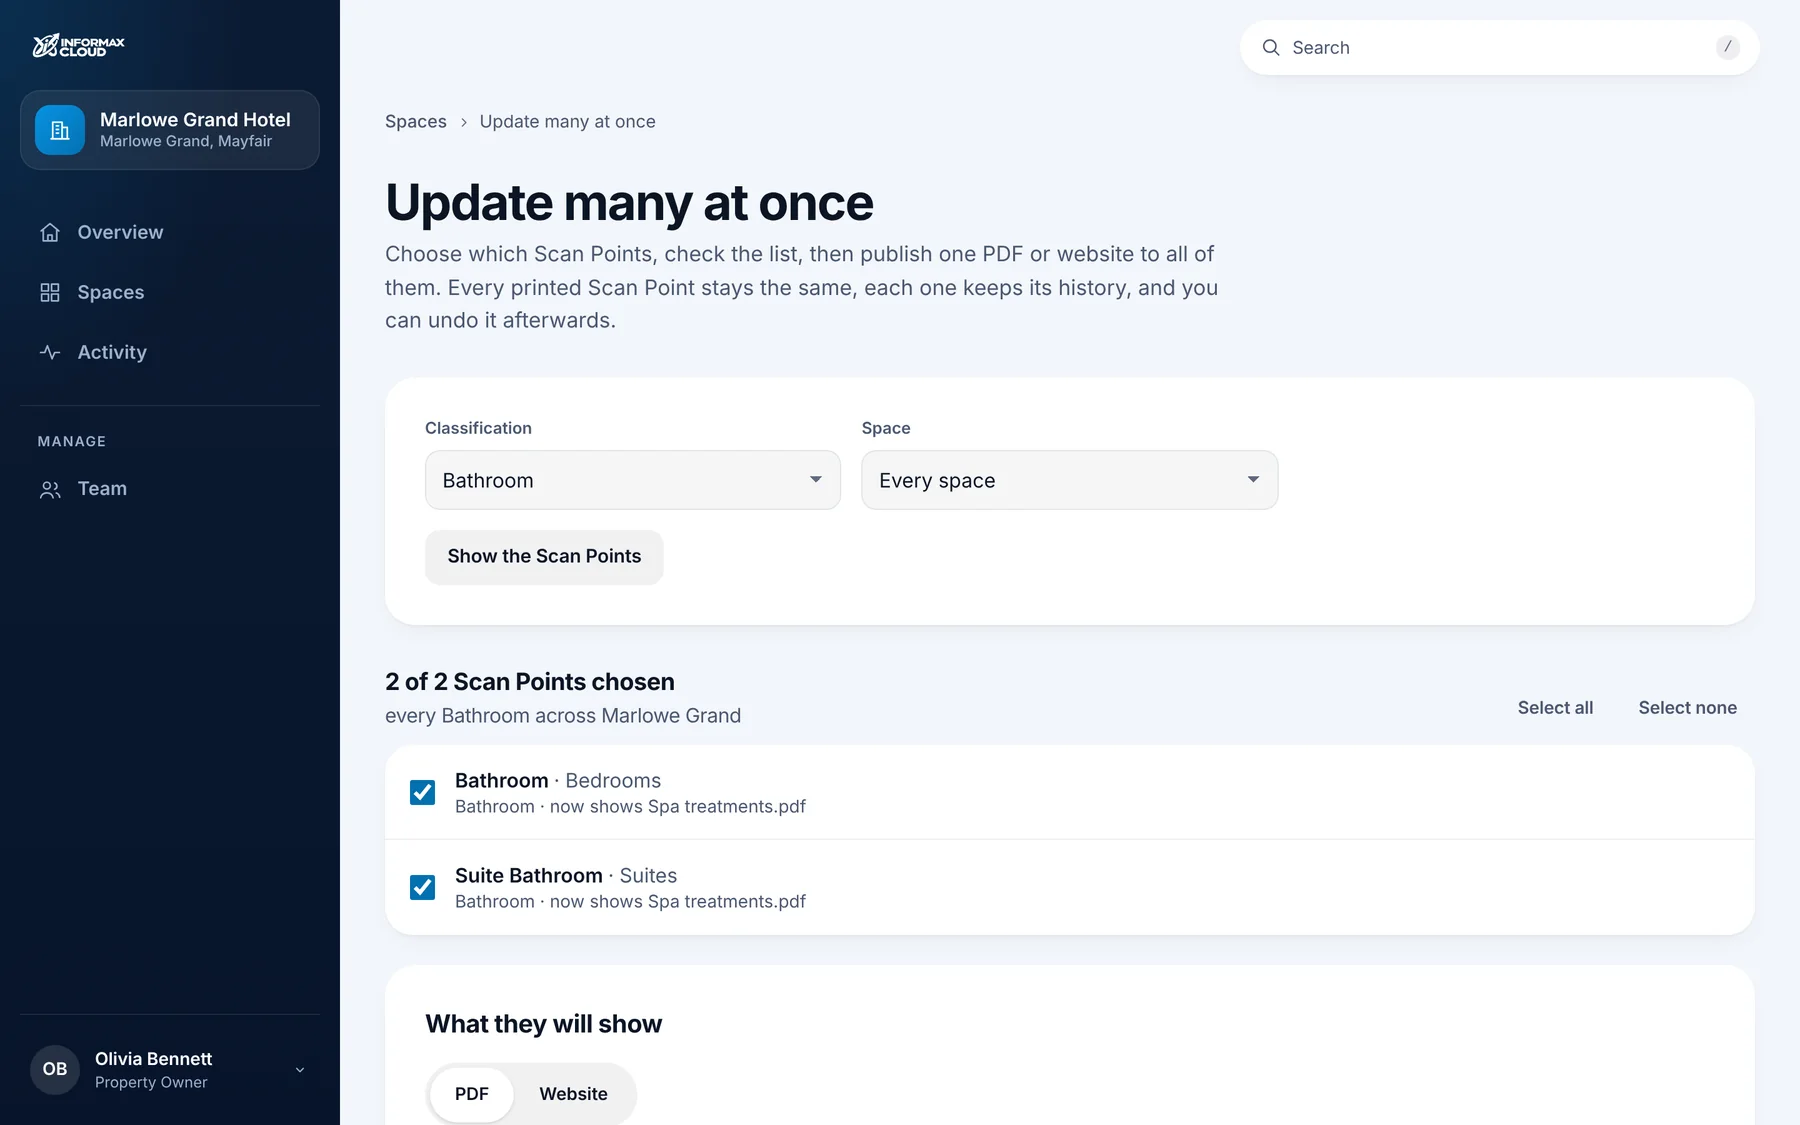 INFORMAX
CLOUD
Marlowe Grand Hotel
Marlowe Grand, Mayfair
Overview
Spaces
Activity
MANAGE
Team
OB
Olivia Bennett
Property Owner
Search
/
Spaces › Update many at once
Update many at once
Choose which Scan Points, check the list, then publish one PDF or website to all of
them. Every printed Scan Point stays the same, each one keeps its history, and you
can undo it afterwards.
Classification
Bathroom
Space
Every space
Show the Scan Points
2 of 2 Scan Points chosen
every Bathroom across Marlowe Grand
Select all
Select none
Bathroom · Bedrooms
Bathroom · now shows Spa treatments.pdf
Suite Bathroom · Suites
Bathroom · now shows Spa treatments.pdf
What they will show
PDF
Website